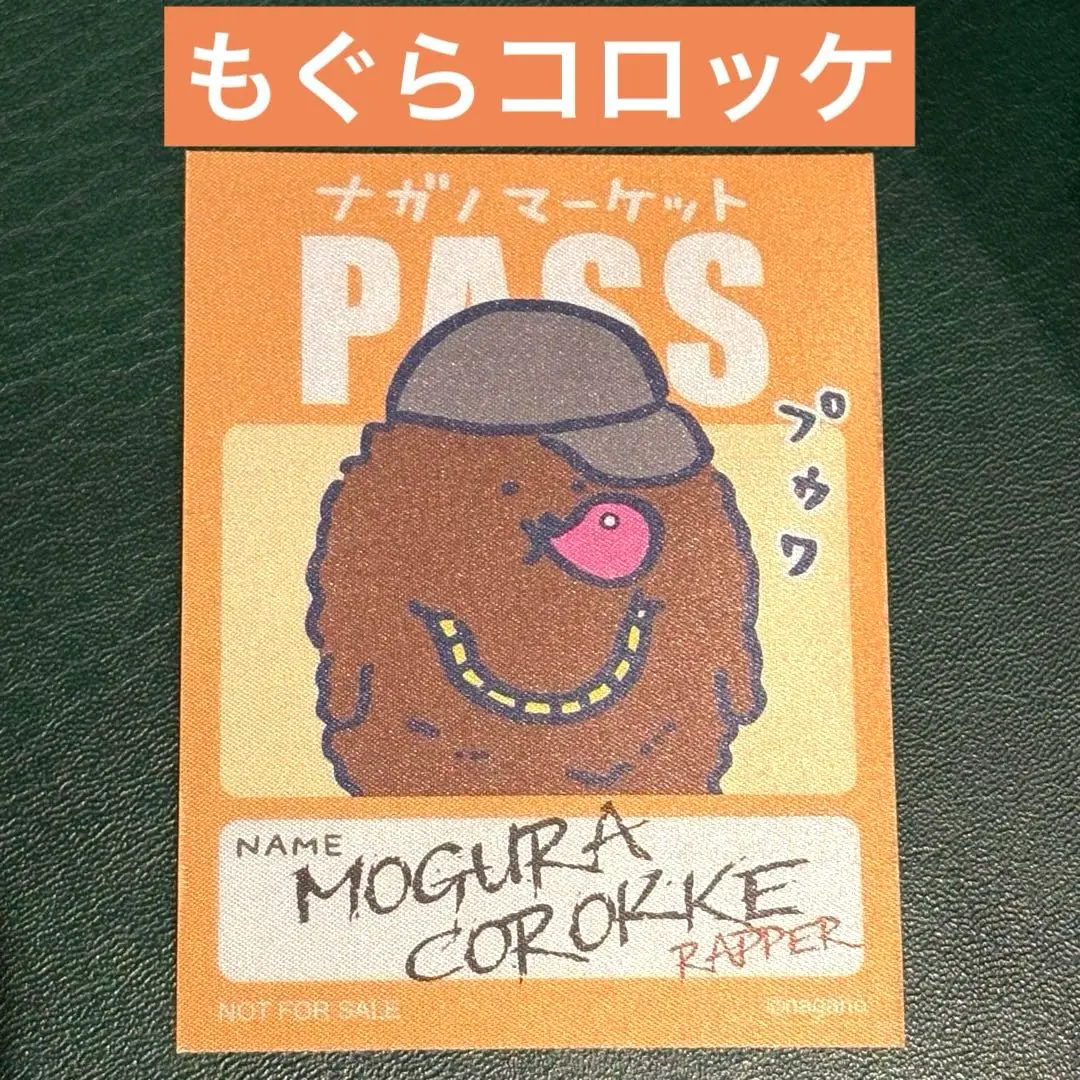 もぐらコロッケ
ナガノマーケット
PASS
プゥワ
NAME
MOGURA
COROKKE
RAPPER
NOT FOR SALE
©nagano